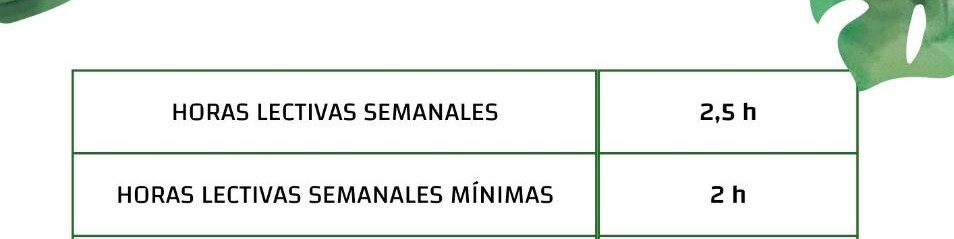 HORAS LECTIVAS SEMANALES
2,5 h
HORAS LECTIVAS SEMANALES MÍNIMAS
2 h